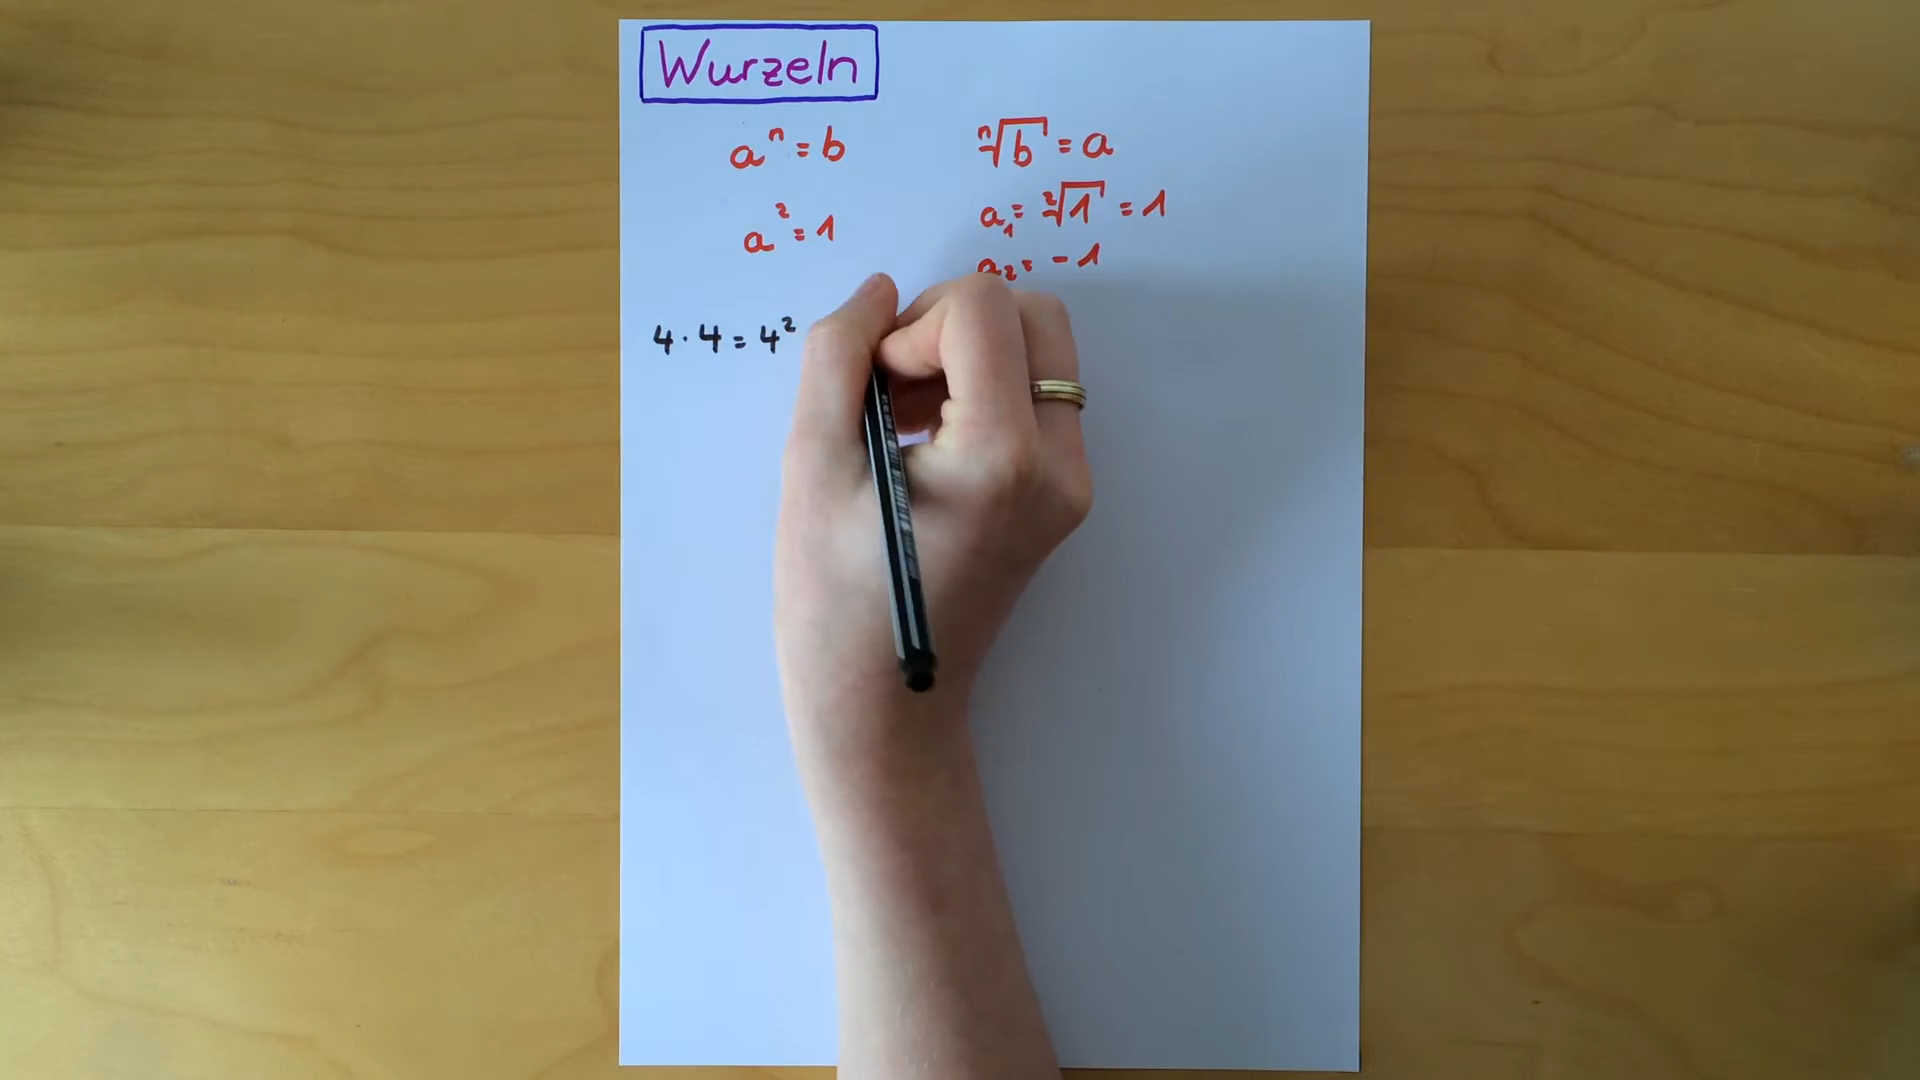 Wurzeln
aⁿ = b   ⁿ√b = a
a² = 1   a₁ = ²√1 = 1
a₂ = -1
4 · 4 = 4²